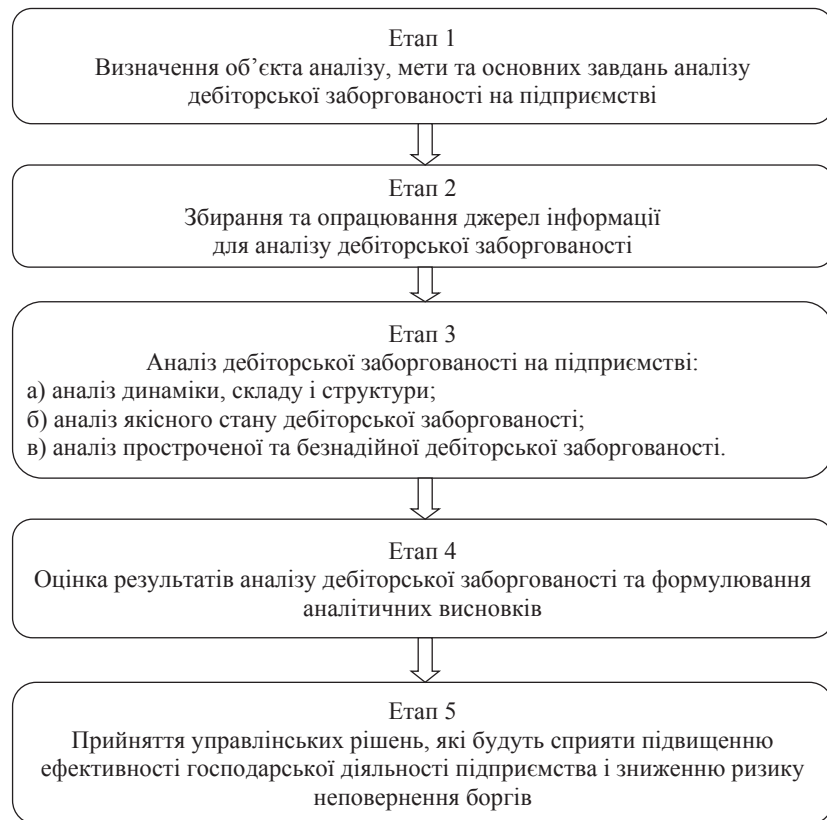 Етап 1
Визначення об’єкта аналізу, мети та основних завдань аналізу
дебіторської заборгованості на підприємстві
Етап 2
Збирання та опрацювання джерел інформації
для аналізу дебіторської заборгованості
Етап 3
Аналіз дебіторської заборгованості на підприємстві:
а) аналіз динаміки, складу і структури;
б) аналіз якісного стану дебіторської заборгованості;
в) аналіз простроченої та безнадійної дебіторської заборгованості.
Етап 4
Оцінка результатів аналізу дебіторської заборгованості та формулювання
аналітичних висновків
Етап 5
Прийняття управлінських рішень, які будуть сприяти підвищенню
ефективності господарської діяльності підприємства і зниженню ризику
неповернення боргів